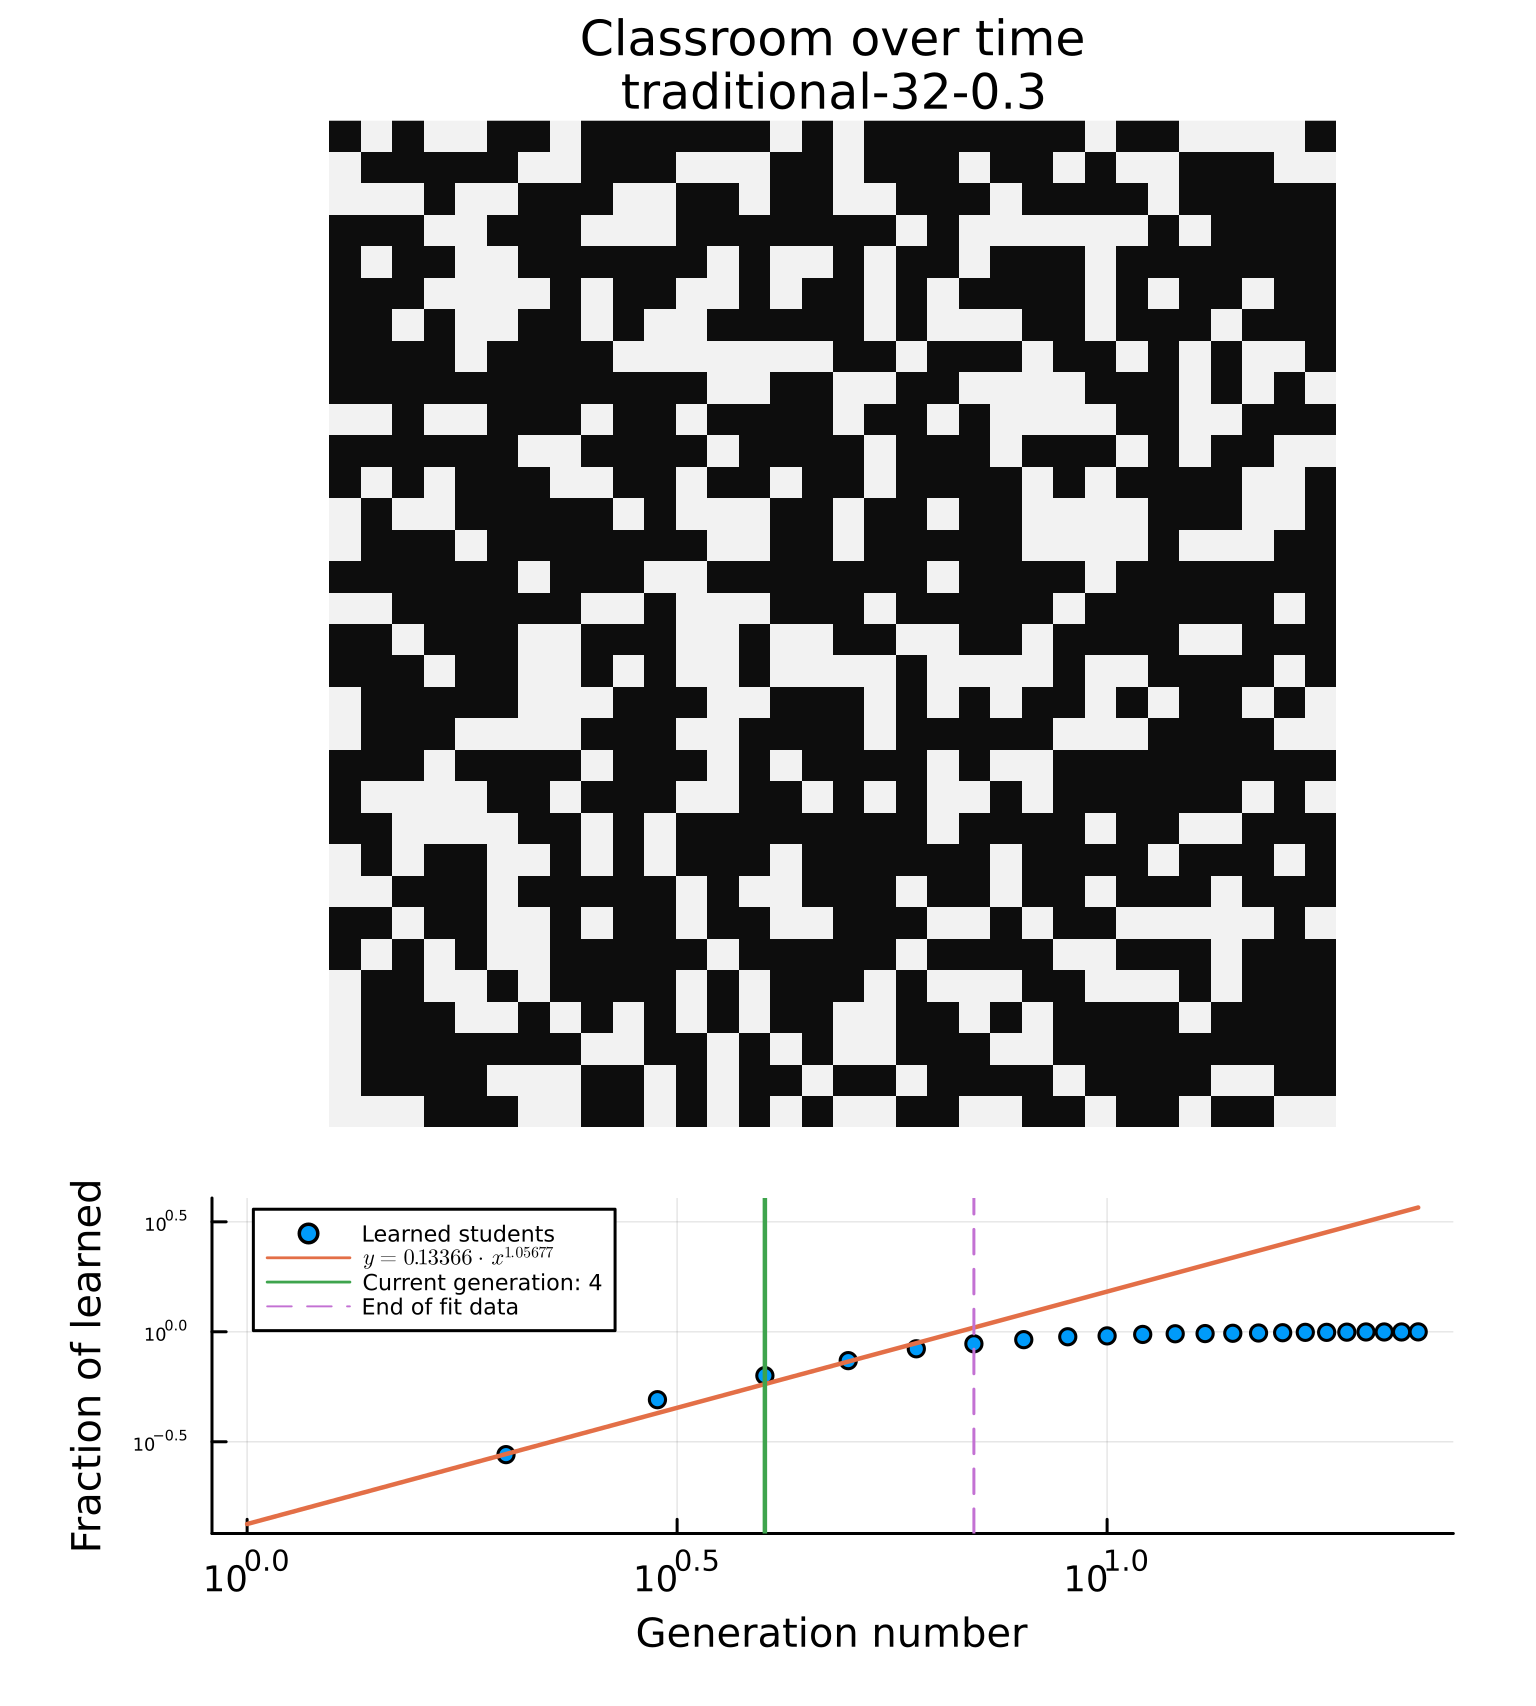 Classroom over time
traditional-32-0.3
Fraction of learned
10^0.5
10^0.0
10^−0.5
Learned students
y = 0.13366 · x^1.05677
Current generation: 4
End of fit data
10^0.0 10^0.5 10^1.0
Generation number